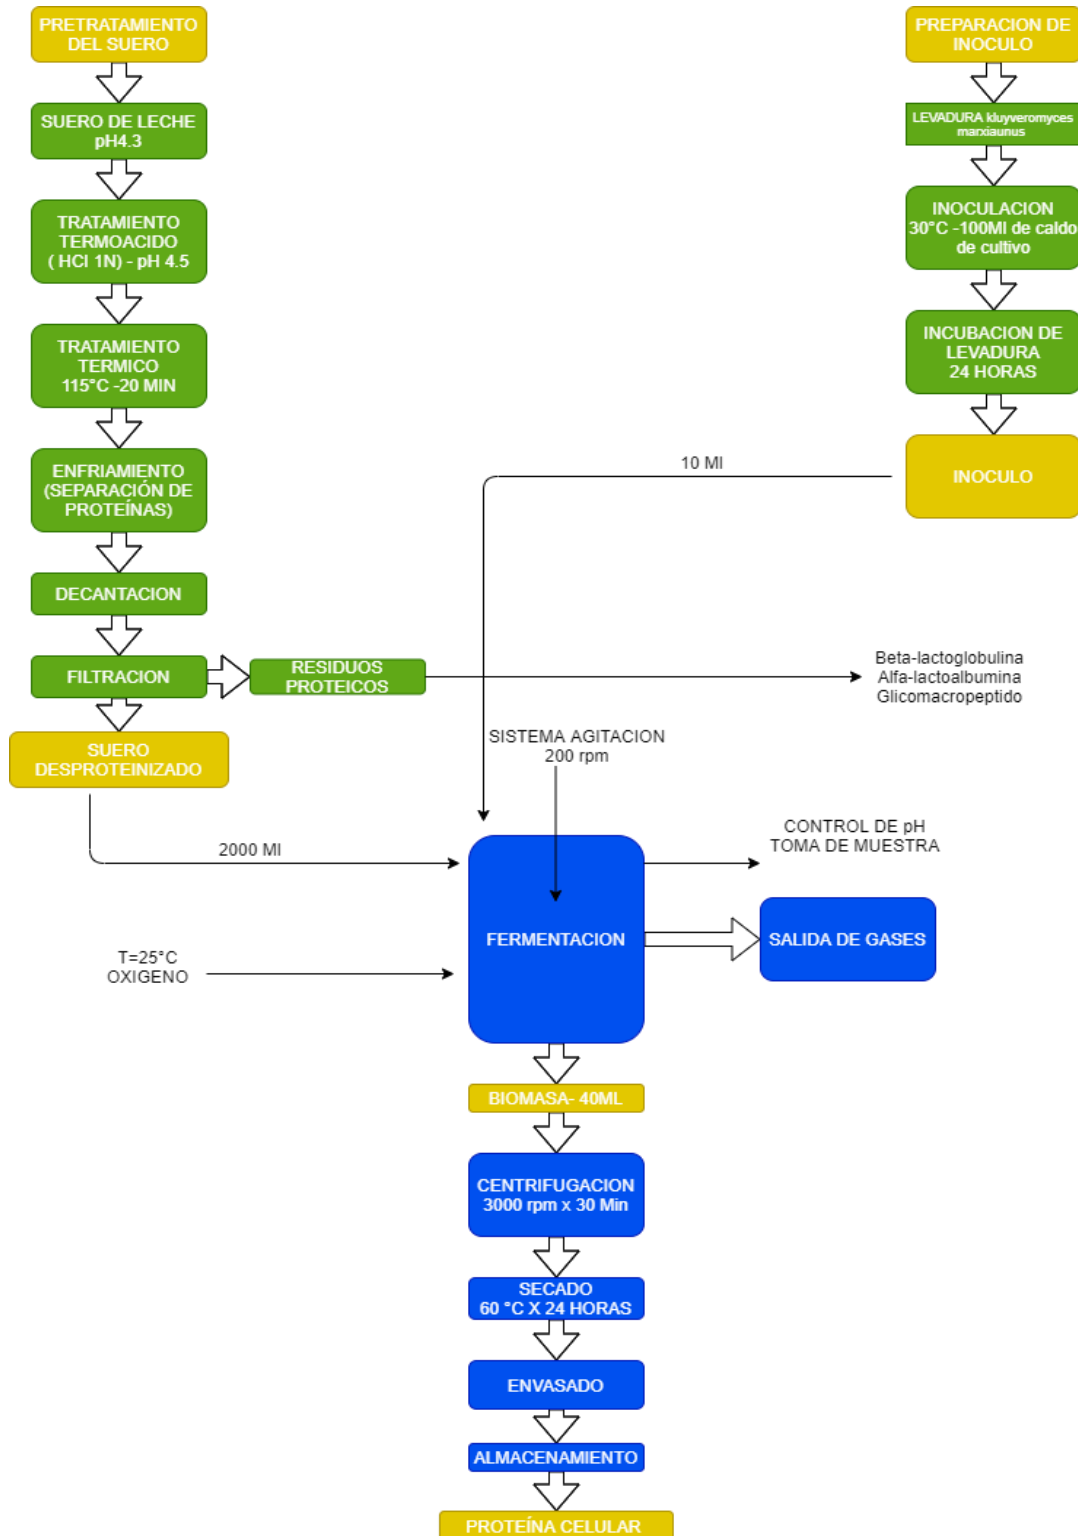 PRETRATAMIENTO
DEL SUERO
SUERO DE LECHE
pH4.3
TRATAMIENTO
TERMOACIDO
( HCl 1N) - pH 4.5
TRATAMIENTO
TERMICO
115°C -20 MIN
ENFRIAMIENTO
(SEPARACIÓN DE
PROTEÍNAS)
DECANTACION
FILTRACION
RESIDUOS
PROTEICOS
Beta-lactoglobulina
Alfa-lactoalbumina
Glicomacropeptido
SUERO
DESPROTEINIZADO
2000 Ml
PREPARACION DE
INOCULO
LEVADURA kluyveromyces
marxiaunus
INOCULACION
30°C -100Ml de caldo
de cultivo
INCUBACION DE
LEVADURA
24 HORAS
INOCULO
10 Ml
SISTEMA AGITACION
200 rpm
CONTROL DE pH
TOMA DE MUESTRA
FERMENTACION
SALIDA DE GASES
T=25°C
OXIGENO
BIOMASA- 40ML
CENTRIFUGACION
3000 rpm x 30 Min
SECADO
60 °C X 24 HORAS
ENVASADO
ALMACENAMIENTO
PROTEÍNA CELULAR